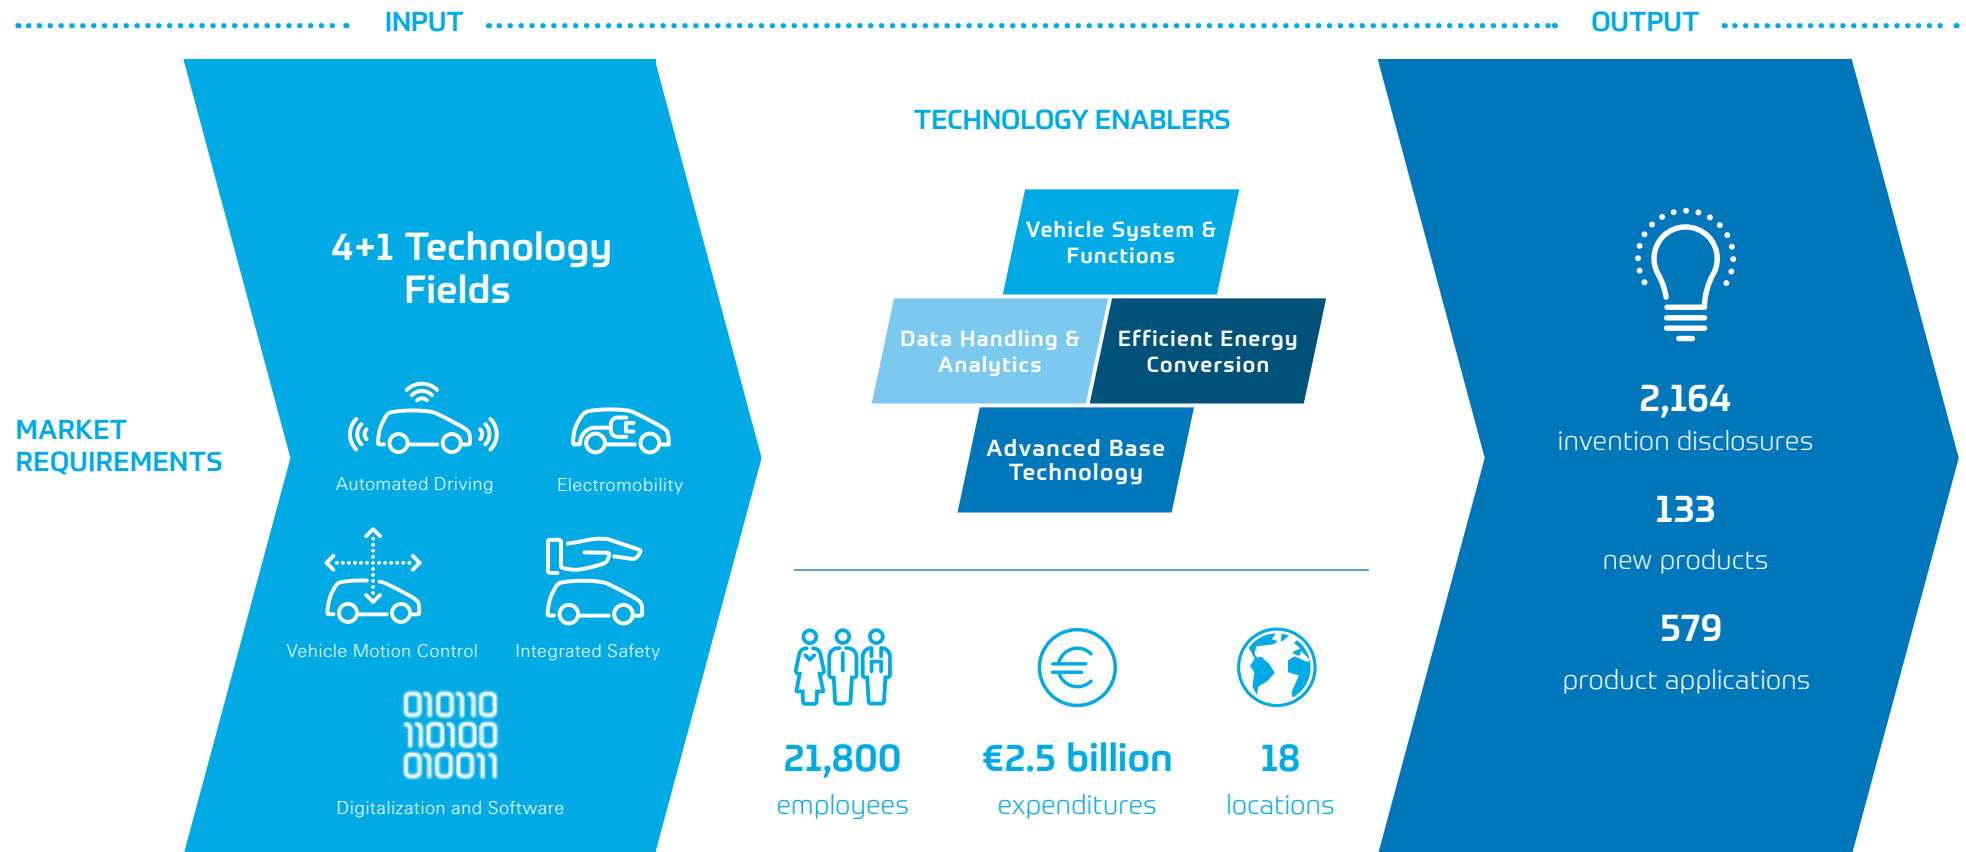 INPUT
OUTPUT
MARKET
REQUIREMENTS
4+1 Technology
Fields
Automated Driving
Electromobility
Vehicle Motion Control
Integrated Safety
010110
110100
010011
Digitalization and Software
TECHNOLOGY ENABLERS
Vehicle System &
Functions
Data Handling &
Analytics
Efficient Energy
Conversion
Advanced Base
Technology
21,800
employees
€2.5 billion
expenditures
18
locations
2,164
invention disclosures
133
new products
579
product applications